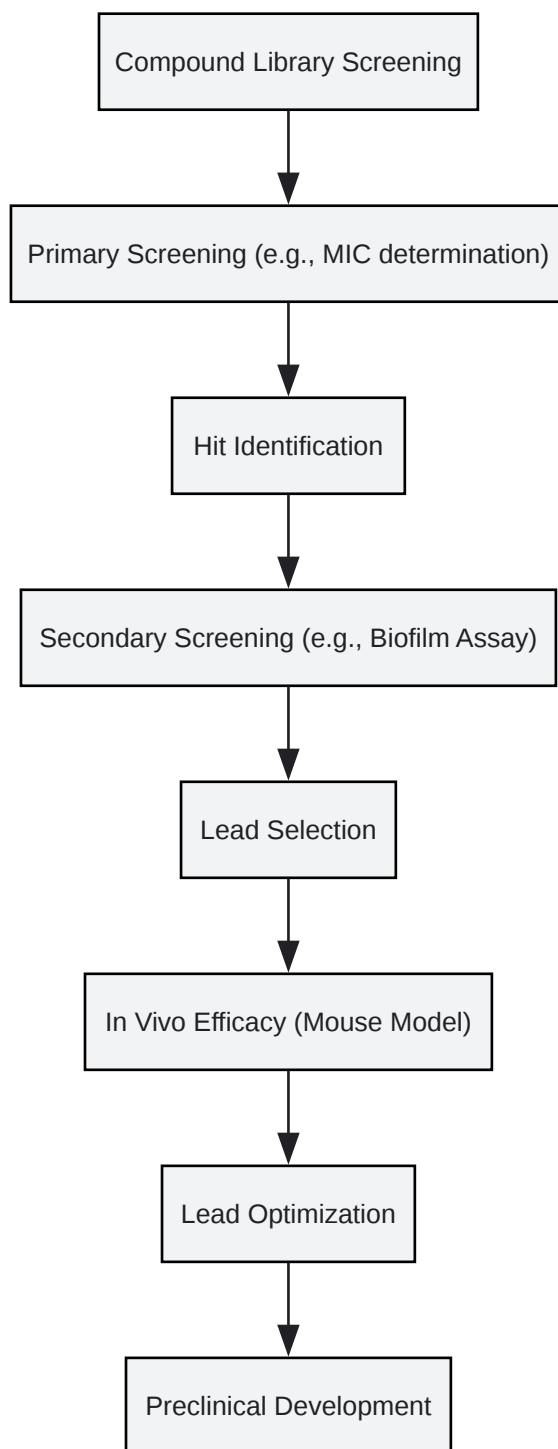 Compound Library Screening
Primary Screening (e.g., MIC determination)
Hit Identification
Secondary Screening (e.g., Biofilm Assay)
Lead Selection
In Vivo Efficacy (Mouse Model)
Lead Optimization
Preclinical Development